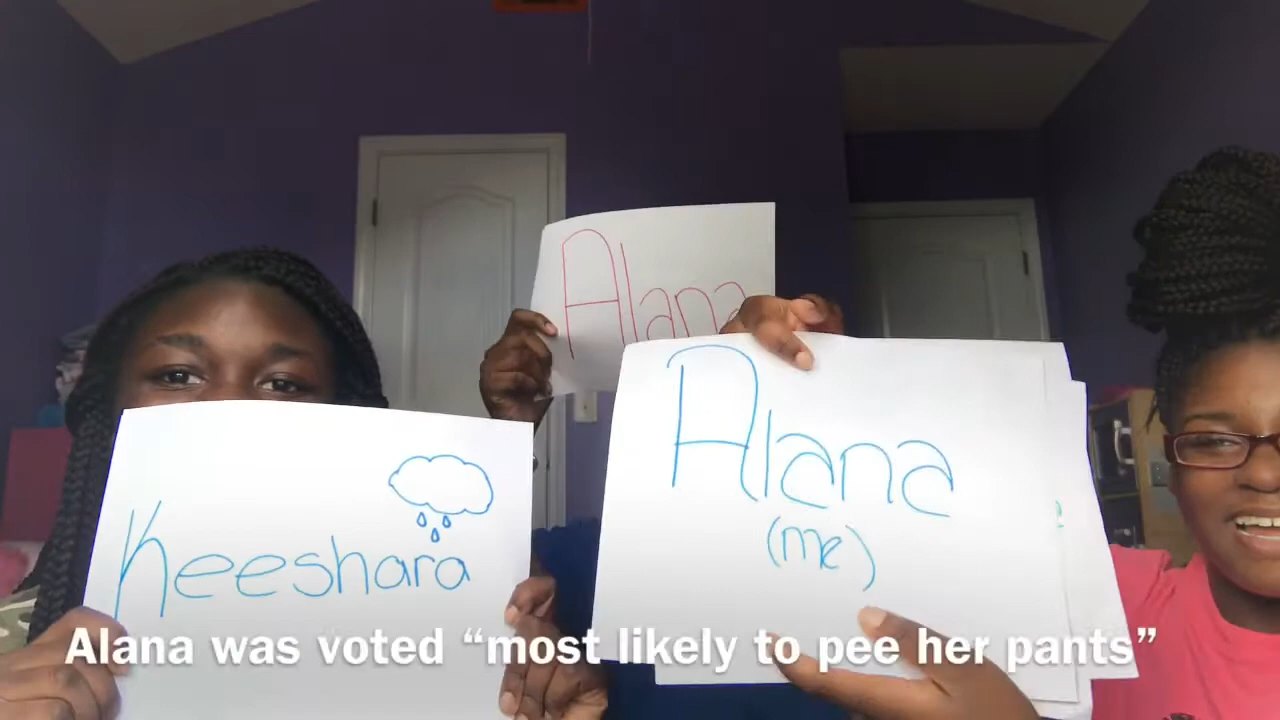 Alana
Alana
(me)
Keeshara
Alana was voted “most likely to pee her pants”